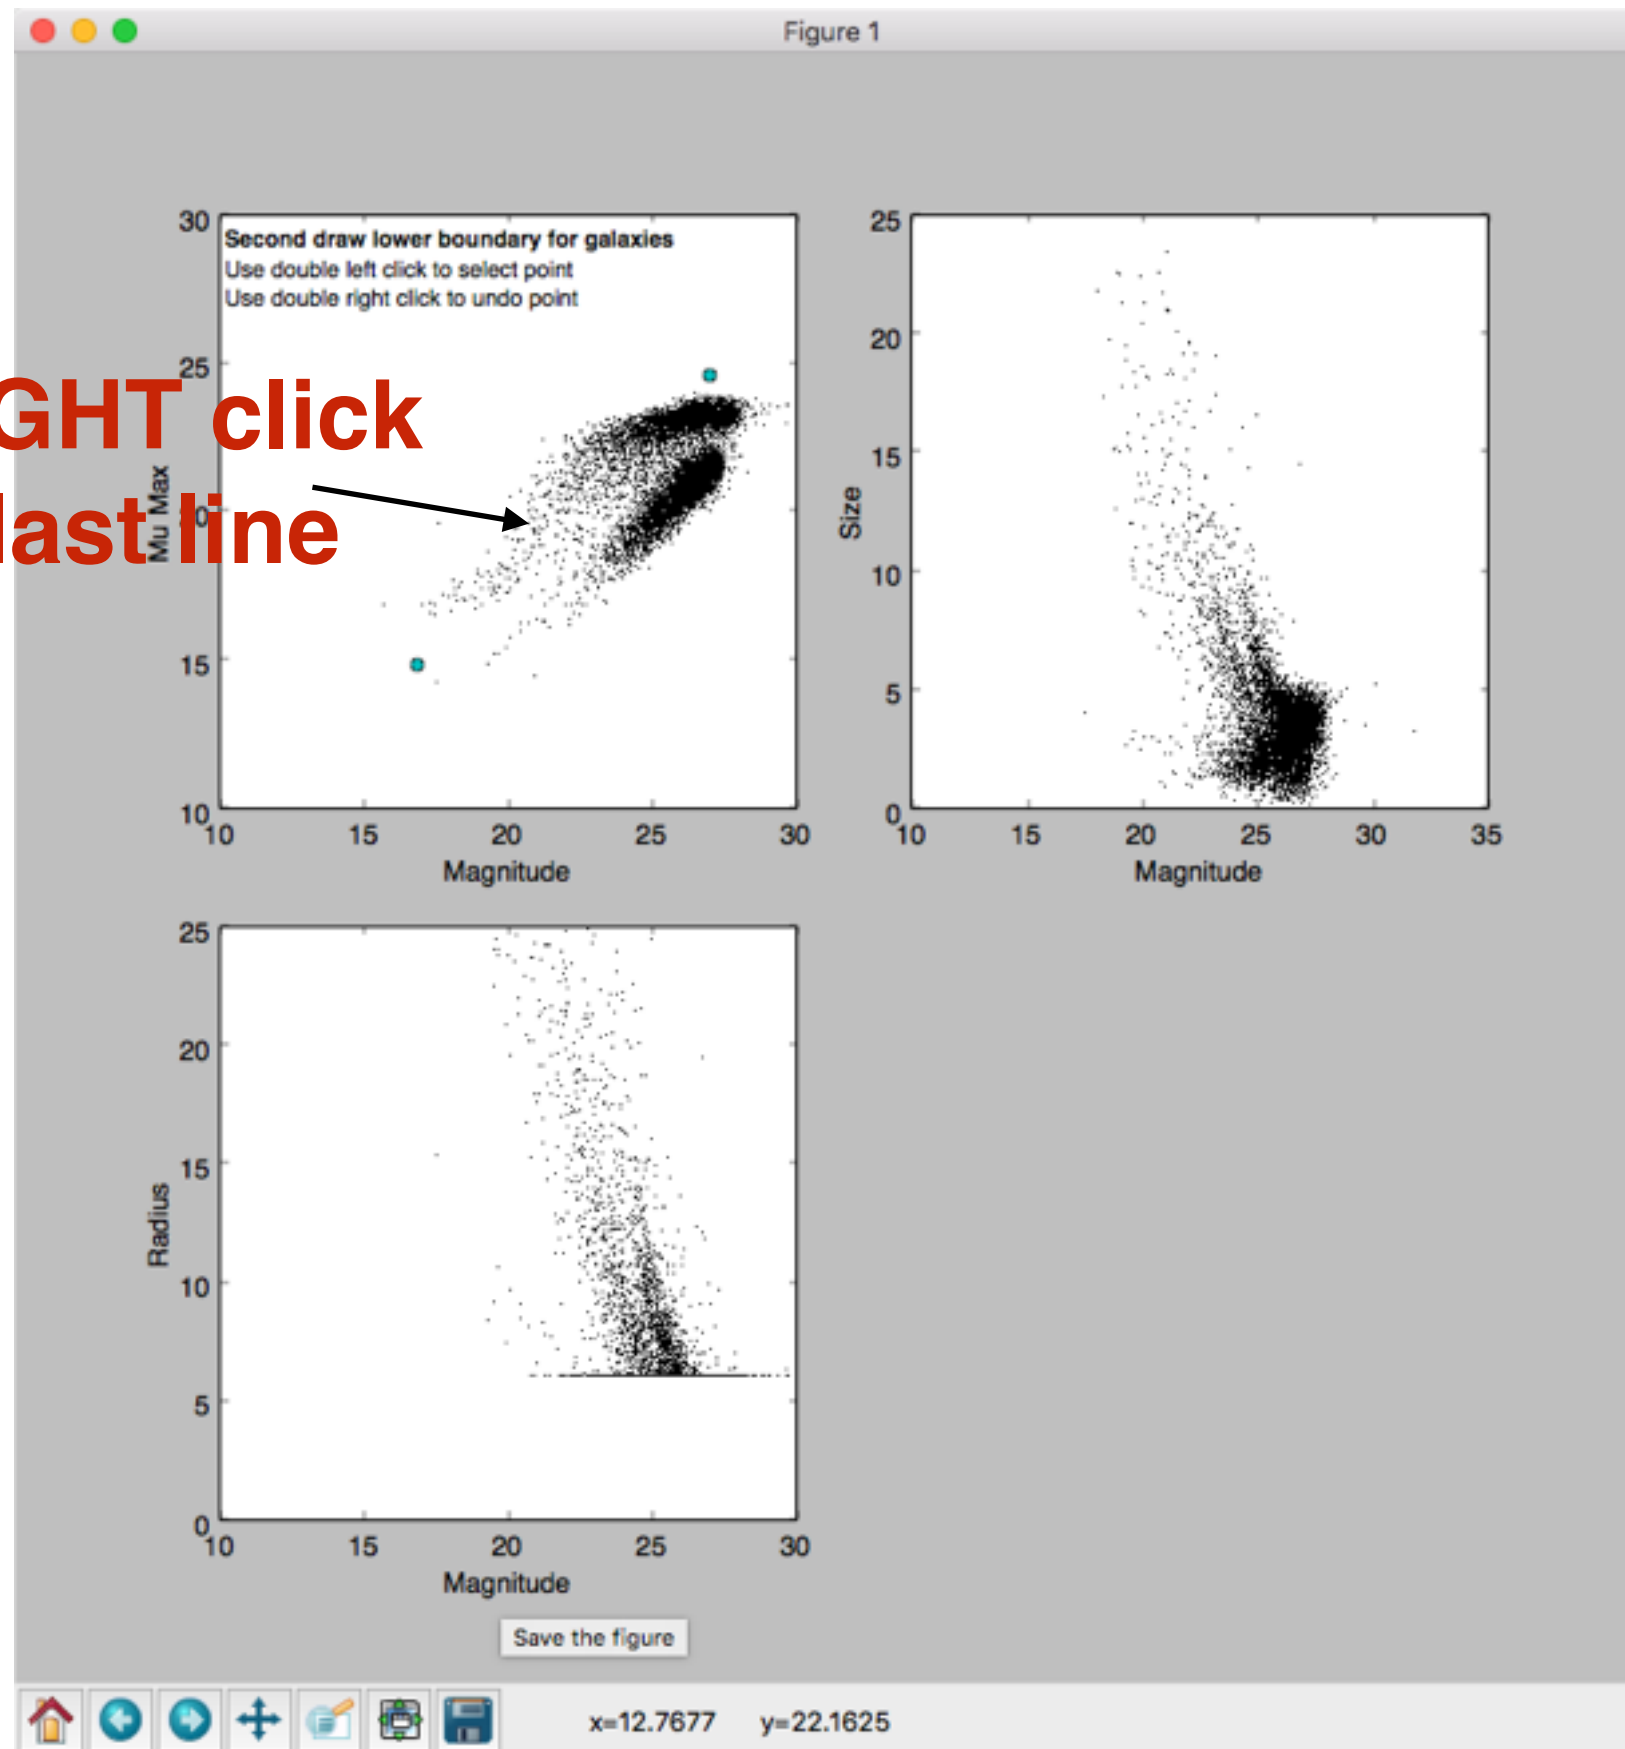 Figure 1
30
Second draw lower boundary for galaxies
Use double left click to select point
Use double right click to undo point
25
click
Mu Max
last line
15
10
10 15 20 25 30
Magnitude
25
20
15
10
5
0
Size
10 15 20 25 30 35
Magnitude
25
20
15
10
5
0
Radius
10 15 20 25 30
Magnitude
Save the figure
x=12.7677 y=22.1625